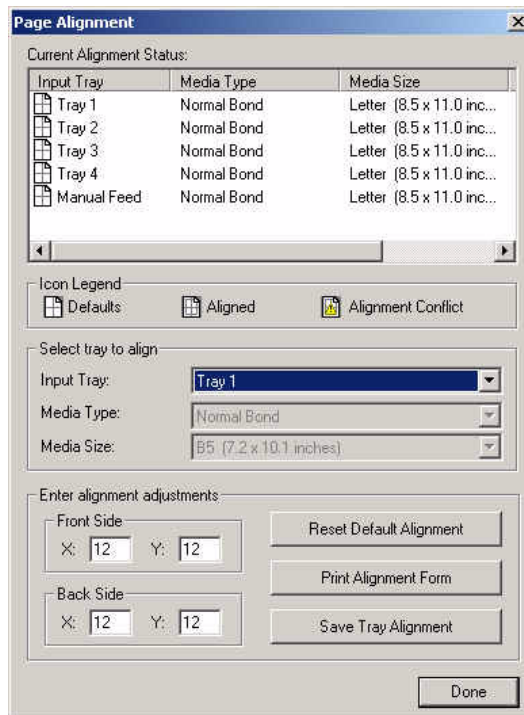 Page Alignment
Current Alignment Status:
Input Tray Media Type Media Size
Tray 1 Normal Bond Letter (8.5 x 11.0 inc...
Tray 2 Normal Bond Letter (8.5 x 11.0 inc...
Tray 3 Normal Bond Letter (8.5 x 11.0 inc...
Tray 4 Normal Bond Letter (8.5 x 11.0 inc...
Manual Feed Normal Bond Letter (8.5 x 11.0 inc...
Icon Legend
Defaults Aligned Alignment Conflict
Select tray to align
Input Tray: Tray 1
Media Type: Normal Bond
Media Size: B5 (7.2 x 10.1 inches)
Enter alignment adjustments
Front Side
X: 12 Y: 12
Back Side
X: 12 Y: 12
Reset Default Alignment
Print Alignment Form
Save Tray Alignment
Done